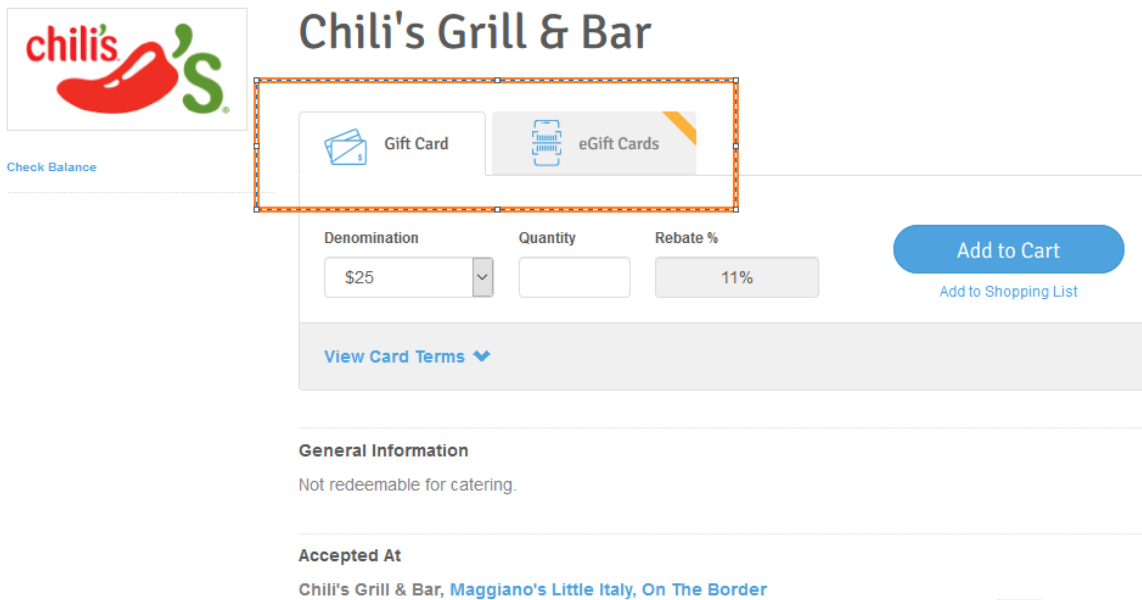 chili's
Chili's Grill & Bar
Check Balance
Gift Card
eGift Cards
Denomination
Quantity
Rebate %
$25
11%
Add to Cart
Add to Shopping List
View Card Terms
General Information
Not redeemable for catering.
Accepted At
Chili's Grill & Bar, Maggiano's Little Italy, On The Border